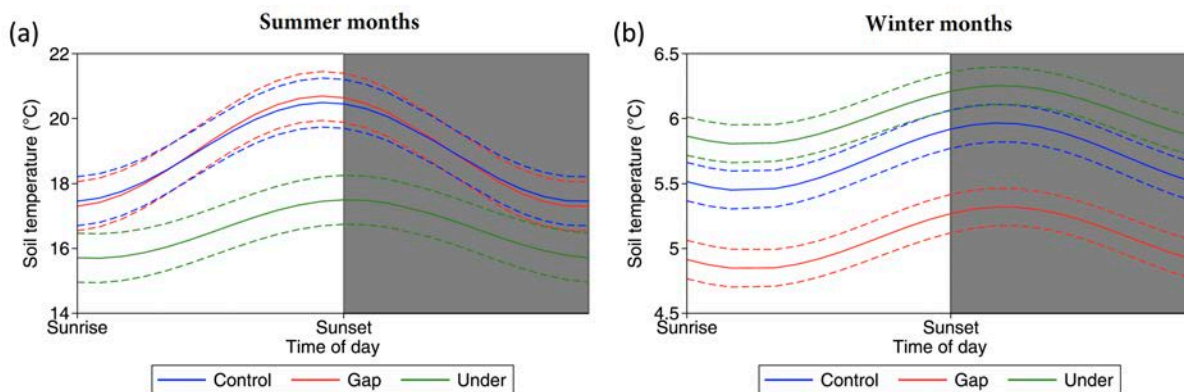 (a)
Summer months
Soil temperature (°C)
22
20
18
16
14
Sunrise
Sunset
Time of day
Control
Gap
Under
(b)
Winter months
Soil temperature (°C)
6.5
6
5.5
5
4.5
Sunrise
Sunset
Time of day
Control
Gap
Under